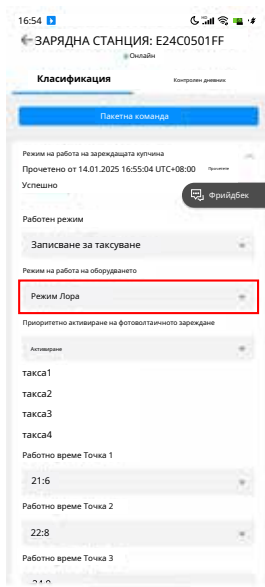 16:54
ЗАРЯДНА СТАНЦИЯ: E24C0501FF
Онлайн
Класификация
Контролен дневник
Пакетна команда
Режим на работа на зареждащата купчина
Прочетено от 14.01.2025 16:55:04 UTC+08:00
Прочетете
Успешно
Фрийдбек
Работен режим
Записване за таксуване
Режим на работа на оборудването
Режим Лора
Приоритетно активиране на фотоволтаичното зареждане
Активиране
такса1
такса2
такса3
такса4
Работно време Точка 1
21:6
Работно време Точка 2
22:8
Работно време Точка 3